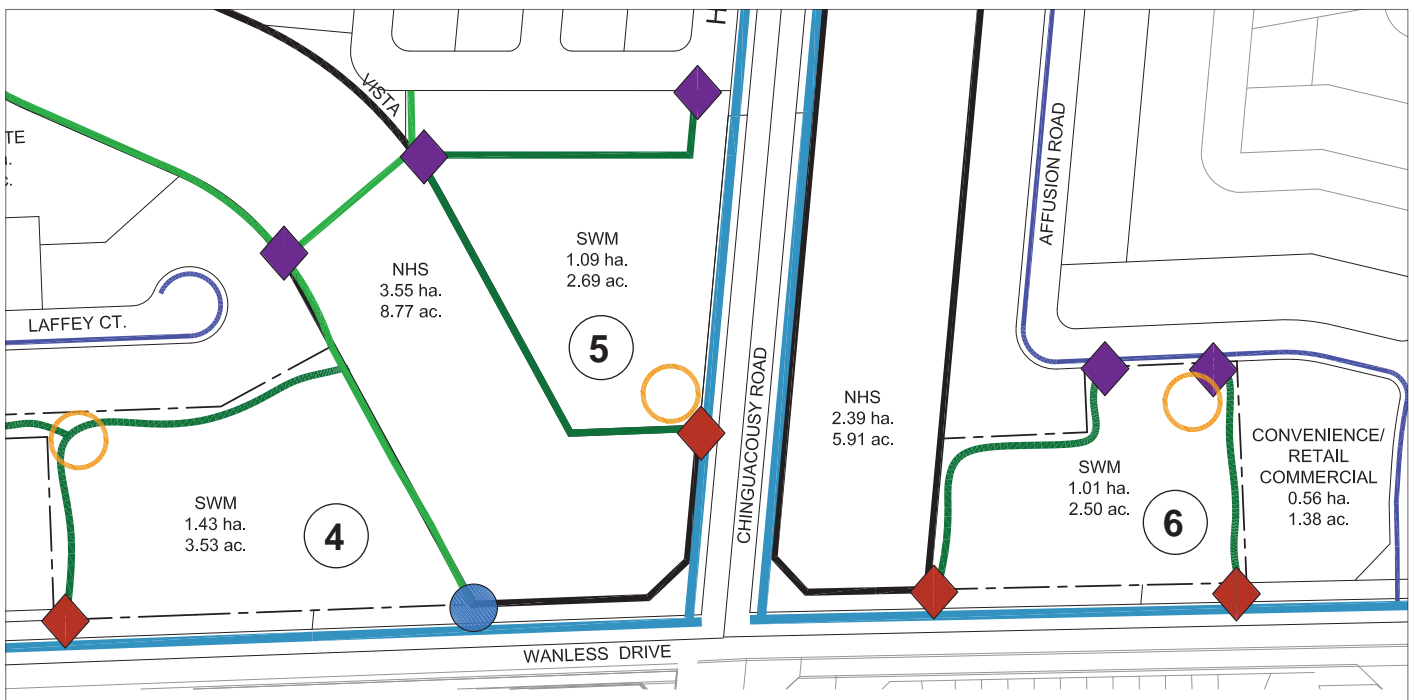 H
VISTA
TE
SWM
1.09 ha.
2.69 ac.
NHS
3.55 ha.
8.77 ac.
5
LAFFEY CT.
SWM
1.43 ha.
3.53 ac.
4
CHINGUACOUSY ROAD
WANLESS DRIVE
AFFUSION ROAD
NHS
2.39 ha.
5.91 ac.
SWM
1.01 ha.
2.50 ac.
6
CONVENIENCE/
RETAIL
COMMERCIAL
0.56 ha.
1.38 ac.